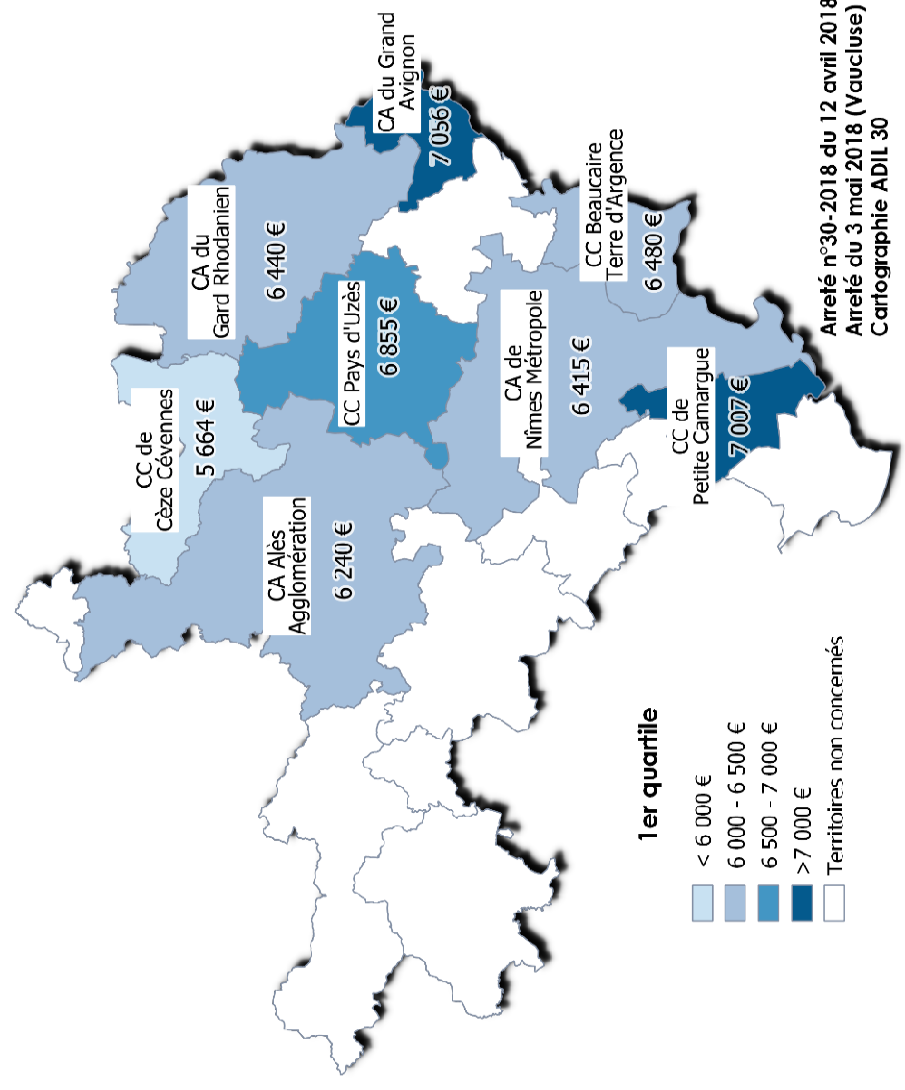 CC de
Cèze Cévennes
5 664 €
CA du
Gard Rhodanien
6 440 €
CA du Grand
Avignon
7 056 €
CA Alès
Agglomération
6 240 €
CC Pays d'Uzès
6 855 €
CA de
Nîmes Métropole
6 415 €
CC Beaucaire
Terre d'Argence
6 480 €
CC de
Petite Camargue
7 007 €
1er quartile
< 6 000 €
6 000 - 6 500 €
6 500 - 7 000 €
>7 000 €
Territoires non concernés
Areté n°30-2018 du 12 avril 2018
Areté du 3 mai 2018 (Vaucluse)
Cartographie ADIL 30